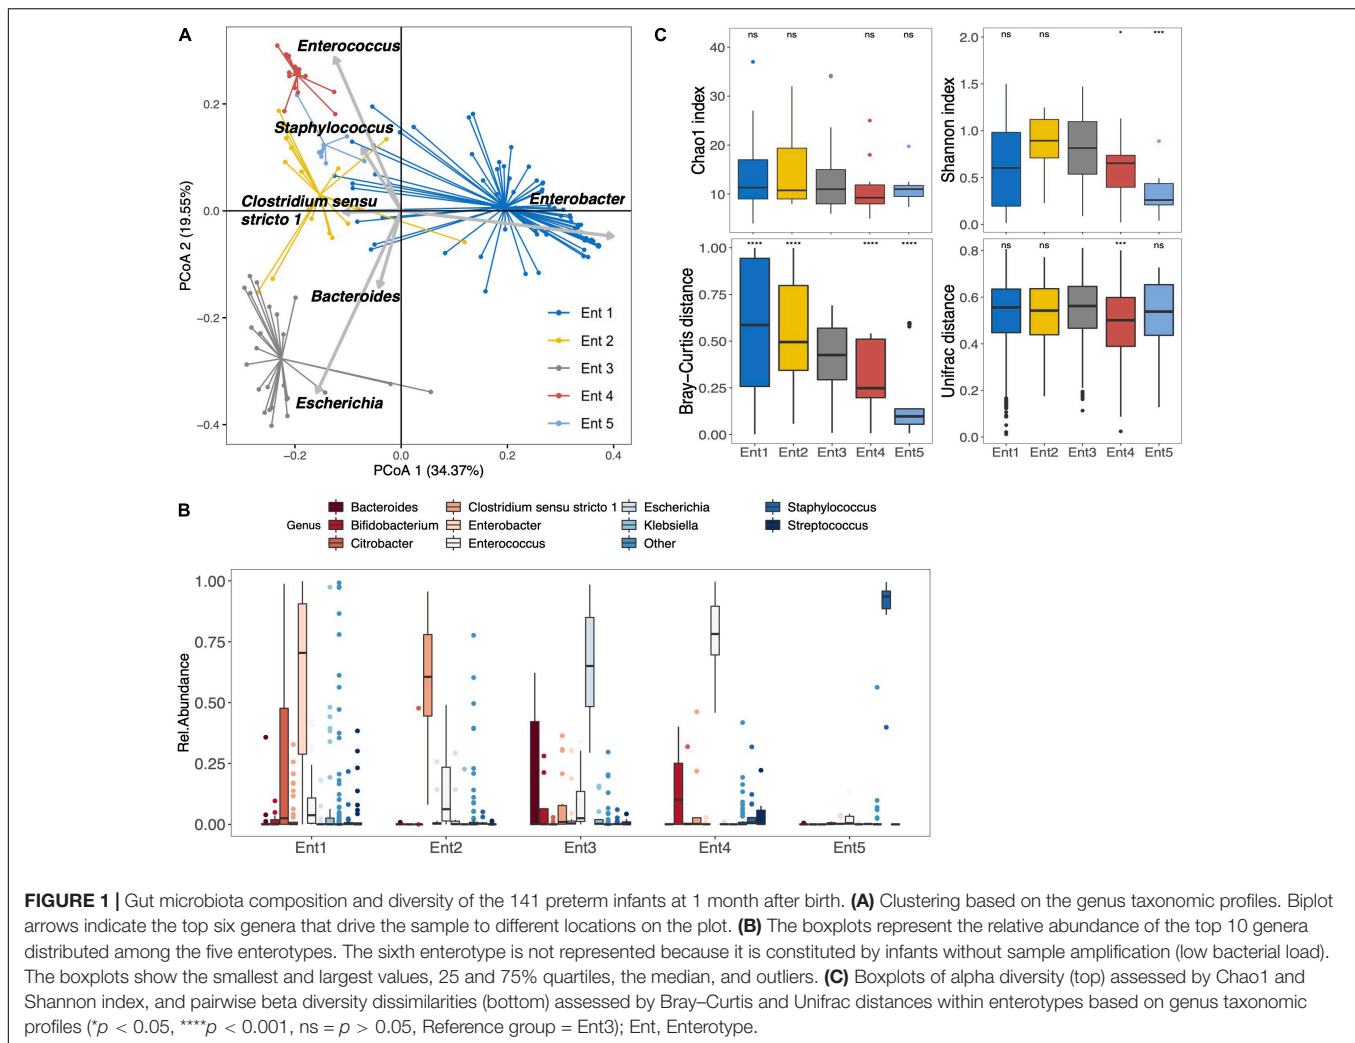 A
Enterococcus
Staphylococcus
Clostridium sensu
stricto 1
Enterobacter
Bacteroides
Escherichia
0.2
0.0
−0.2
−0.4
PCoA 2 (19.55%)
−0.2
0.0
0.2
0.4
PCoA 1 (34.37%)
Ent 1
Ent 2
Ent 3
Ent 4
Ent 5
C
ns ns ns ns
40
30
20
10
Chao1 index
ns ns * ***
2.0
1.5
1.0
0.5
0.0
Shannon index
**** **** **** ****
1.00
0.75
0.50
0.25
0.00
Bray−Curtis distance
Ent1 Ent2 Ent3 Ent4 Ent5
ns ns *** ns
0.8
0.6
0.4
0.2
0.0
Unifrac distance
Ent1 Ent2 Ent3 Ent4 Ent5
B
Genus
Bacteroides
Bifidobacterium
Citrobacter
Clostridium sensu stricto 1
Enterobacter
Enterococcus
Escherichia
Klebsiella
Other
Staphylococcus
Streptococcus
1.00
0.75
0.50
0.25
0.00
Rel.Abundance
Ent1 Ent2 Ent3 Ent4 Ent5
FIGURE 1 | Gut microbiota composition and diversity of the 141 preterm infants at 1 month after birth. (A) Clustering based on the genus taxonomic profiles. Biplot
arrows indicate the top six genera that drive the sample to different locations on the plot. (B) The boxplots represent the relative abundance of the top 10 genera
distributed among the five enterotypes. The sixth enterotype is not represented because it is constituted by infants without sample amplification (low bacterial load).
The boxplots show the smallest and largest values, 25 and 75% quartiles, the median, and outliers. (C) Boxplots of alpha diversity (top) assessed by Chao1 and
Shannon index, and pairwise beta diversity dissimilarities (bottom) assessed by Bray–Curtis and Unifrac distances within enterotypes based on genus taxonomic
profiles (*p < 0.05, ****p < 0.001, ns = p > 0.05, Reference group = Ent3); Ent, Enterotype.